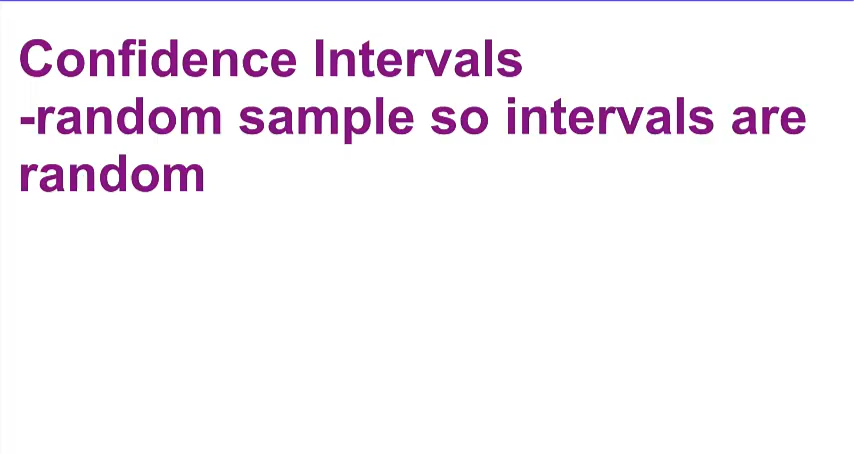 Confidence Intervals
-random sample so intervals are
random